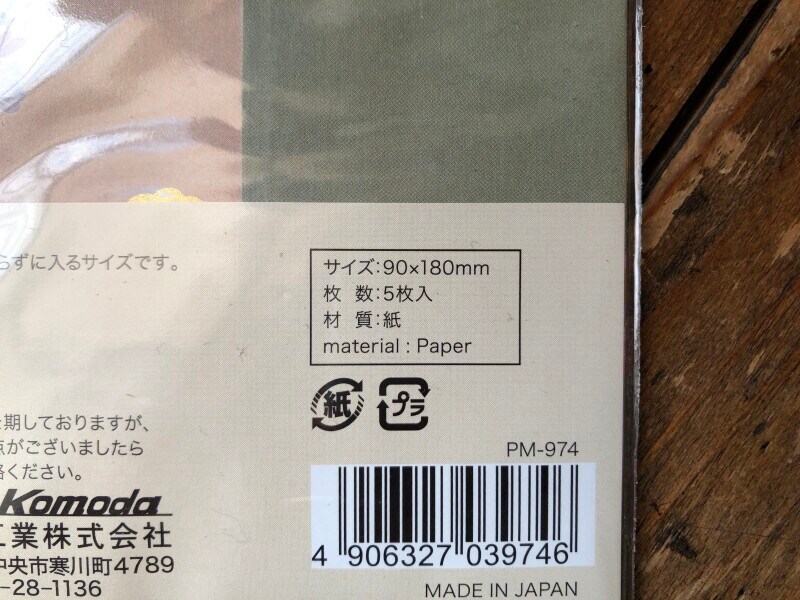 らずに入るサイズです。
サイズ:90×180mm
枚 数:5枚入
材 質:紙
material : Paper
紙
プラ
を期しておりますが、
点がございましたら
絡ください。
PM-974
Komoda
工業株式会社
中央市寒川町4789
-28-1136
4 906327 039746
MADE IN JAPAN